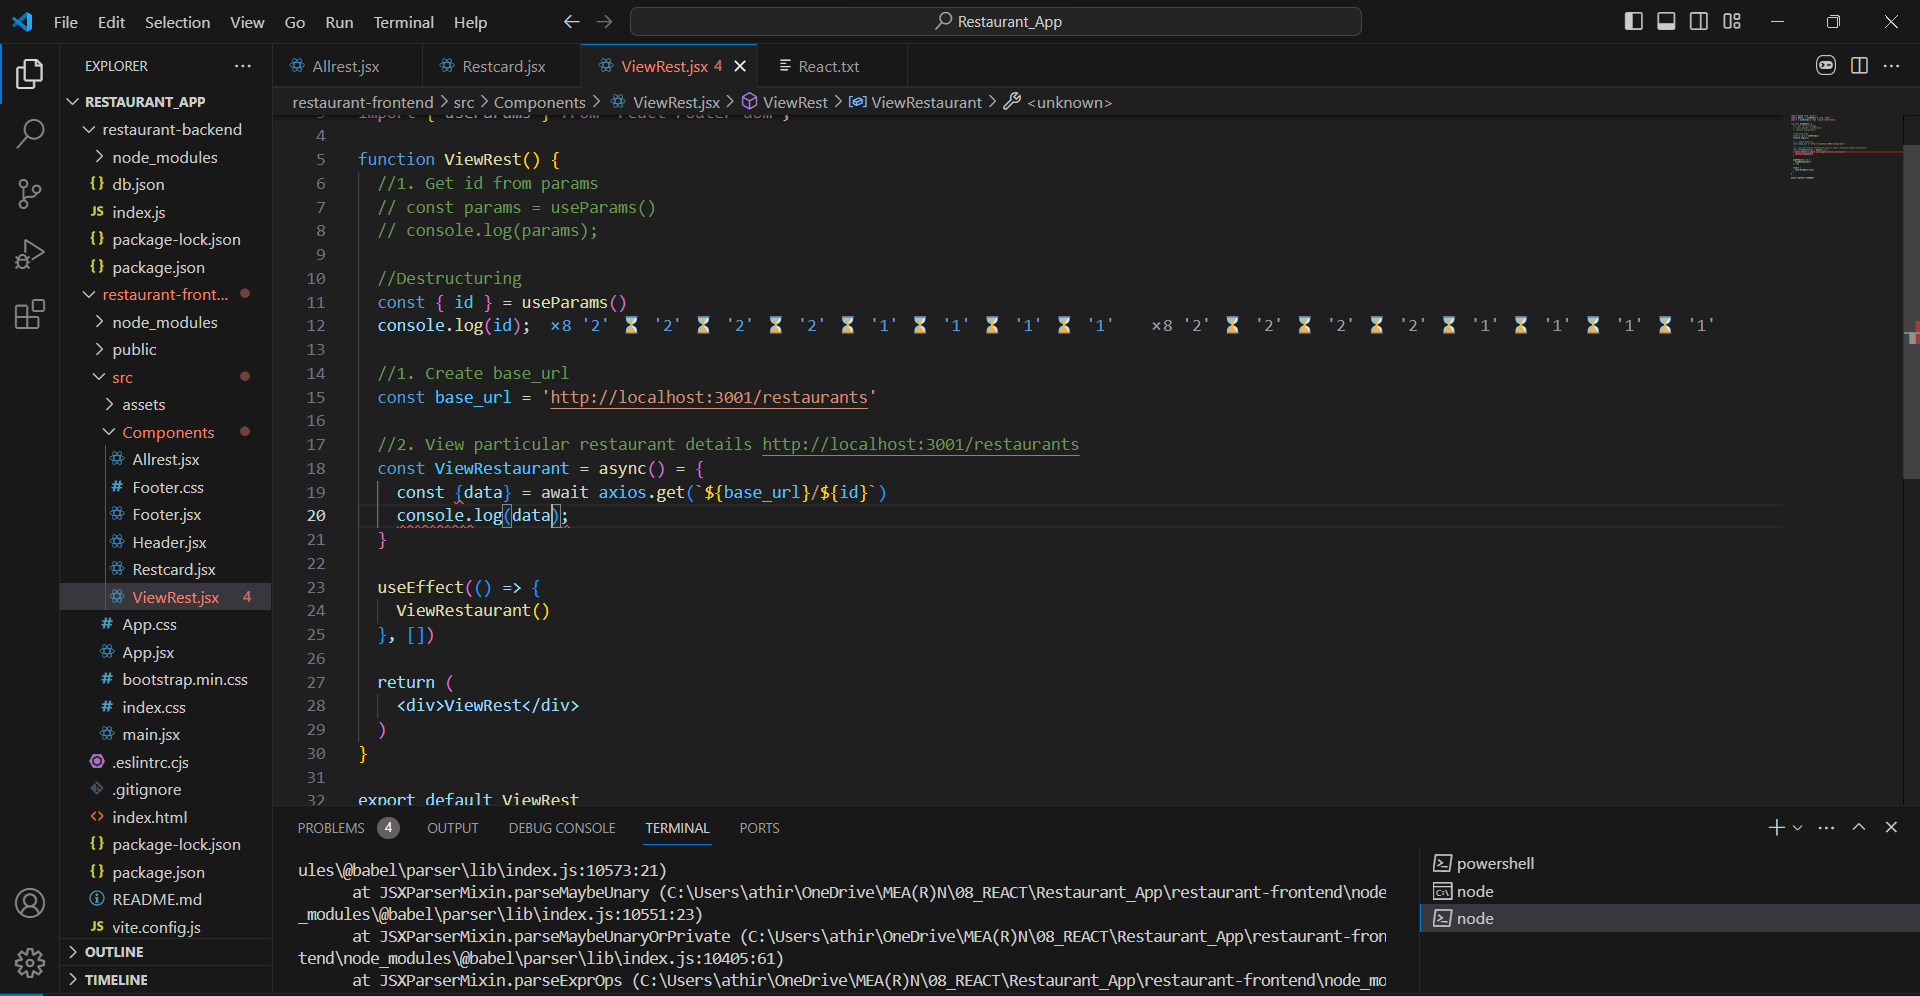 File Edit Selection View Go Run Terminal Help
Restaurant_App
EXPLORER
RESTAURANT_APP
restaurant-backend
node_modules
db.json
index.js
package-lock.json
package.json
restaurant-front...
node_modules
public
src
assets
Components
Allrest.jsx
Footer.css
Footer.jsx
Header.jsx
Restcard.jsx
ViewRest.jsx 4
App.css
App.jsx
bootstrap.min.css
index.css
main.jsx
.eslintrc.cjs
.gitignore
index.html
package-lock.json
package.json
README.md
vite.config.js
OUTLINE
TIMELINE
Allrest.jsx Restcard.jsx ViewRest.jsx 4 React.txt
restaurant-frontend > src > Components > ViewRest.jsx > ViewRest > ViewRestaurant > <unknown>
3 import { useParams } from 'react-router-dom';
4
5 function ViewRest() {
6 //1. Get id from params
7 // const params = useParams()
8 // console.log(params);
9
10 //Destructuring
11 const { id } = useParams()
12 console.log(id); ×8 '2' ⌛ '2' ⌛ '2' ⌛ '2' ⌛ '1' ⌛ '1' ⌛ '1' ⌛ '1' ×8 '2' ⌛ '2' ⌛ '2' ⌛ '2' ⌛ '1' ⌛ '1' ⌛ '1' ⌛ '1'
13
14 //1. Create base_url
15 const base_url = 'http://localhost:3001/restaurants'
16
17 //2. View particular restaurant details http://localhost:3001/restaurants
18 const ViewRestaurant = async() = {
19 const {data} = await axios.get(`${base_url}/${id}`)
20 console.log(data);
21 }
22
23 useEffect(() => {
24 ViewRestaurant()
25 }, [])
26
27 return (
28 <div>ViewRest</div>
29 )
30 }
31
32 export default ViewRest
PROBLEMS 4 OUTPUT DEBUG CONSOLE TERMINAL PORTS
ules\@babel\parser\lib\index.js:10573:21)
at JSXParserMixin.parseMaybeUnary (C:\Users\athir\OneDrive\MEA(R)N\08_REACT\Restaurant_App\restaurant-frontend\node
_modules\@babel\parser\lib\index.js:10551:23)
at JSXParserMixin.parseMaybeUnaryOrPrivate (C:\Users\athir\OneDrive\MEA(R)N\08_REACT\Restaurant_App\restaurant-fron
tend\node_modules\@babel\parser\lib\index.js:10405:61)
at JSXParserMixin.parseExprOps (C:\Users\athir\OneDrive\MEA(R)N\08_REACT\Restaurant_App\restaurant-frontend\node_mo
powershell
node
node